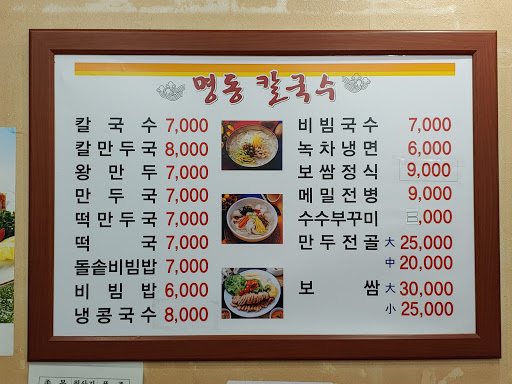 명동 칼국수
칼국수 7,000
칼만두국 8,000
왕만두 7,000
만두국 7,000
떡만두국 7,000
떡국 7,000
돌솥비빔밥 7,000
비빔밥 6,000
냉콩국수 8,000
비빔국수 7,000
녹차냉면 6,000
보쌈정식 9,000
메밀전병 9,000
수수부꾸미 ,000
만두전골 大 25,000
中 20,000
보쌈 大 30,000
小 25,000